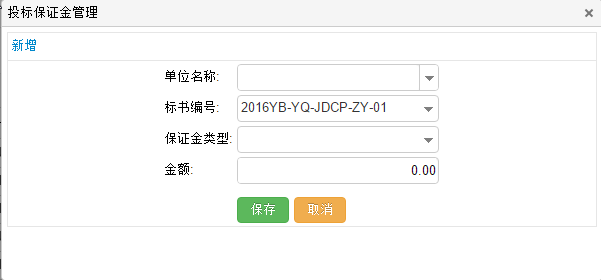 投标保证金管理
新增
单位名称:
标书编号: 2016YB-YQ-JDCP-ZY-01
保证金类型:
金额: 0.00
保存 取消